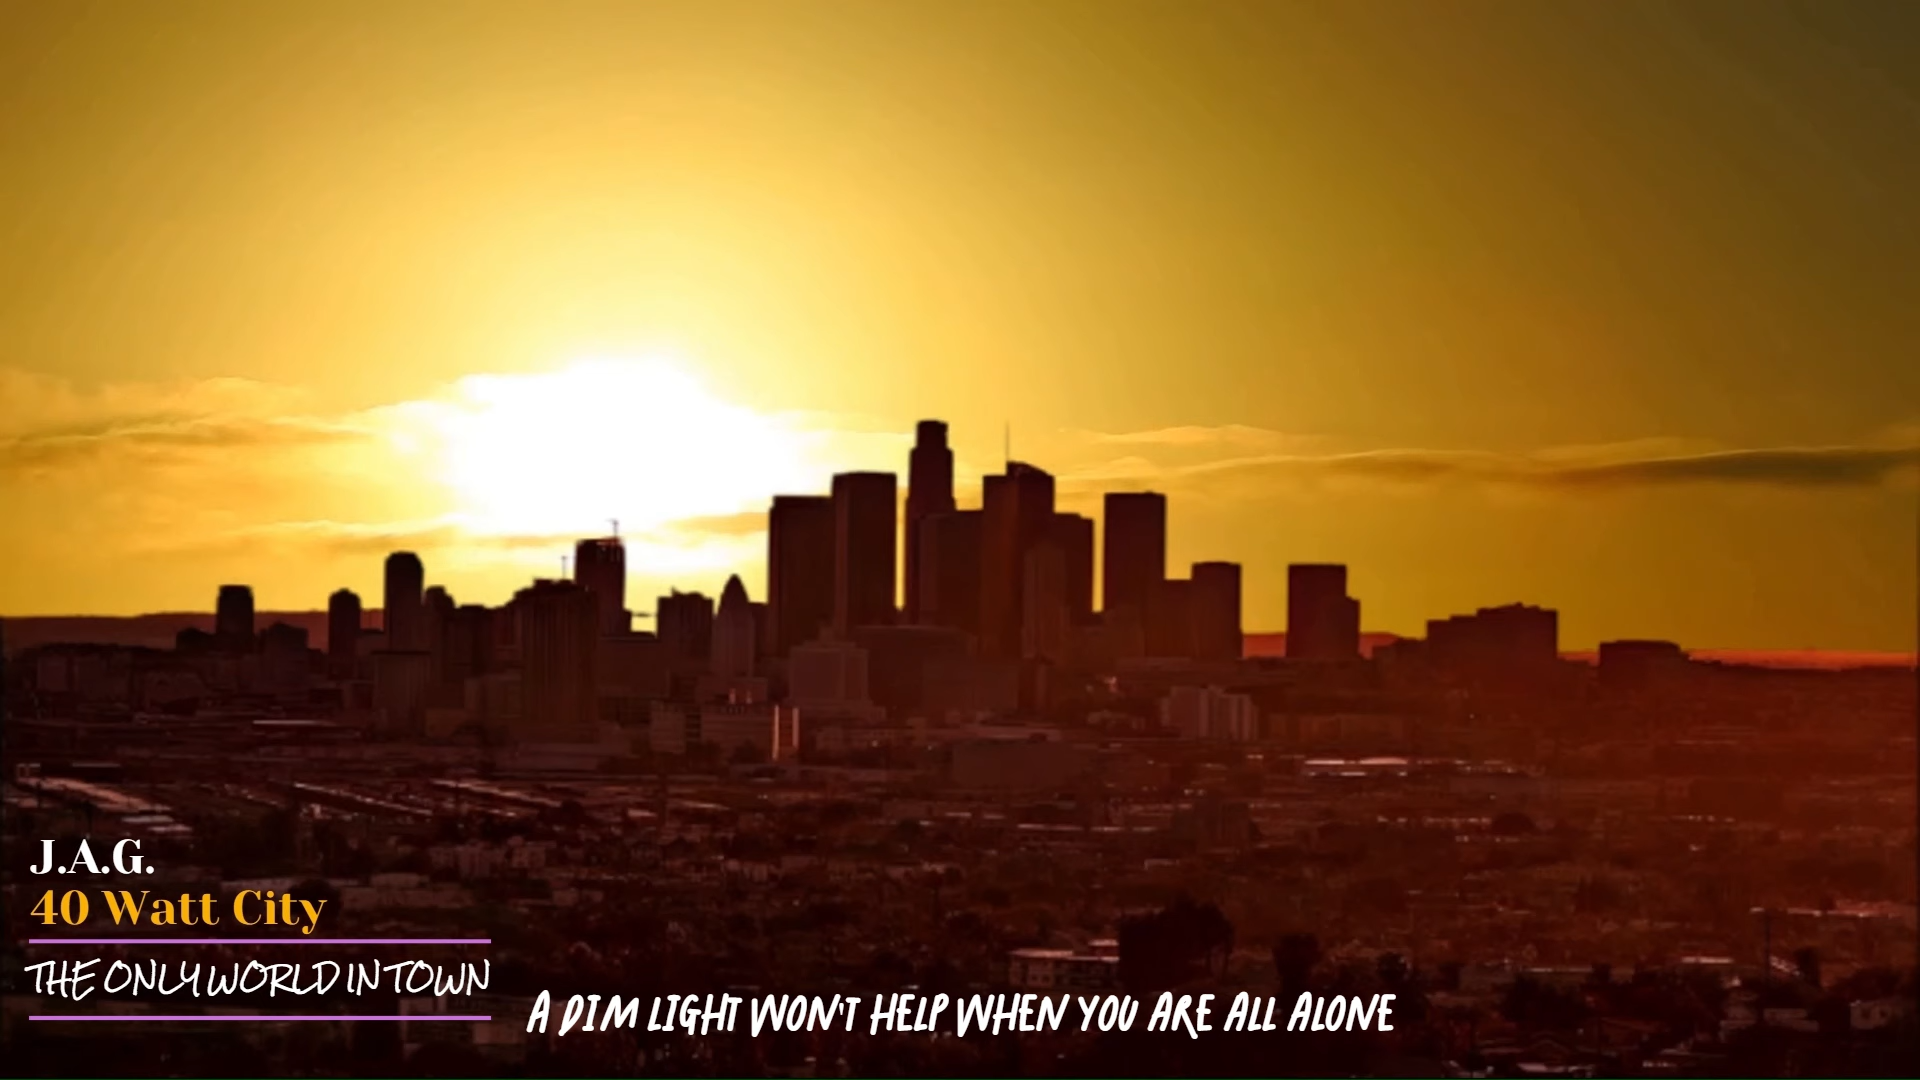 J.A.G.
40 Watt City
THE ONLY WORLD IN TOWN
A DIM LIGHT WON'T HELP WHEN YOU ARE ALL ALONE